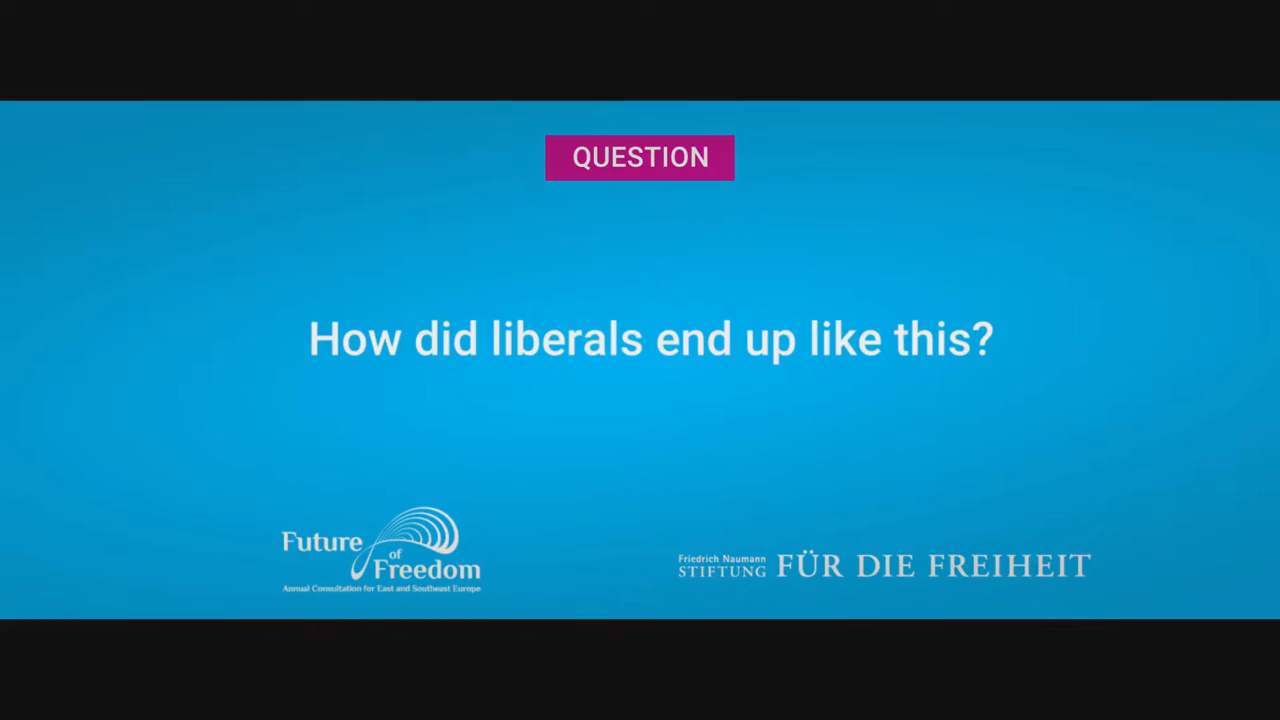 QUESTION
How did liberals end up like this?
Future
of
Freedom
Annual Consultation for East and Southeast Europe
Friedrich Naumann
STIFTUNG FÜR DIE FREIHEIT